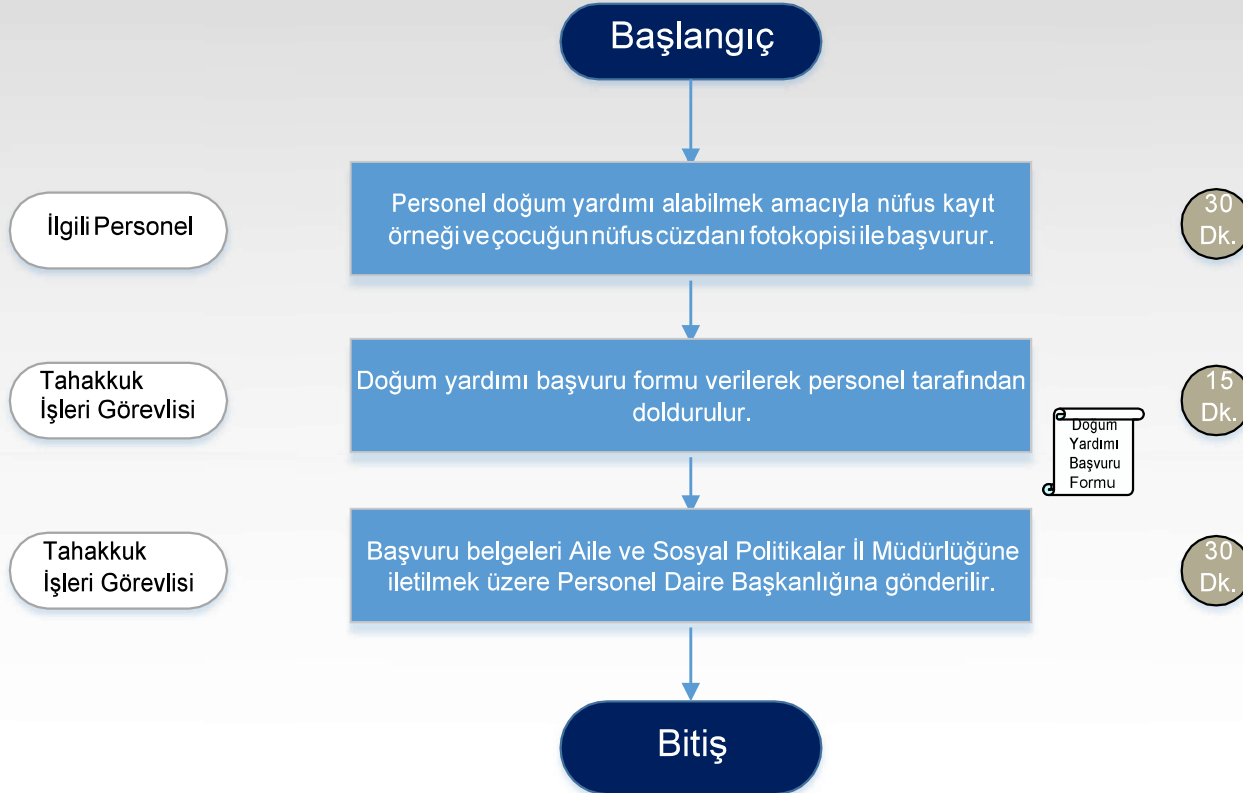 Başlangıç
İlgili Personel
Personel doğum yardımı alabilmek amacıyla nüfus kayıt
örneği ve çocuğun nüfus cüzdanı fotokopisi ile başvurur.
30
Dk.
Tahakkuk
İşleri Görevlisi
Doğum yardımı başvuru formu verilerek personel tarafından
doldurulur.
Doğum
Yardımı
Başvuru
Formu
15
Dk.
Tahakkuk
İşleri Görevlisi
Başvuru belgeleri Aile ve Sosyal Politikalar İl Müdürlüğüne
iletilmek üzere Personel Daire Başkanlığına gönderilir.
30
Dk.
Bitiş